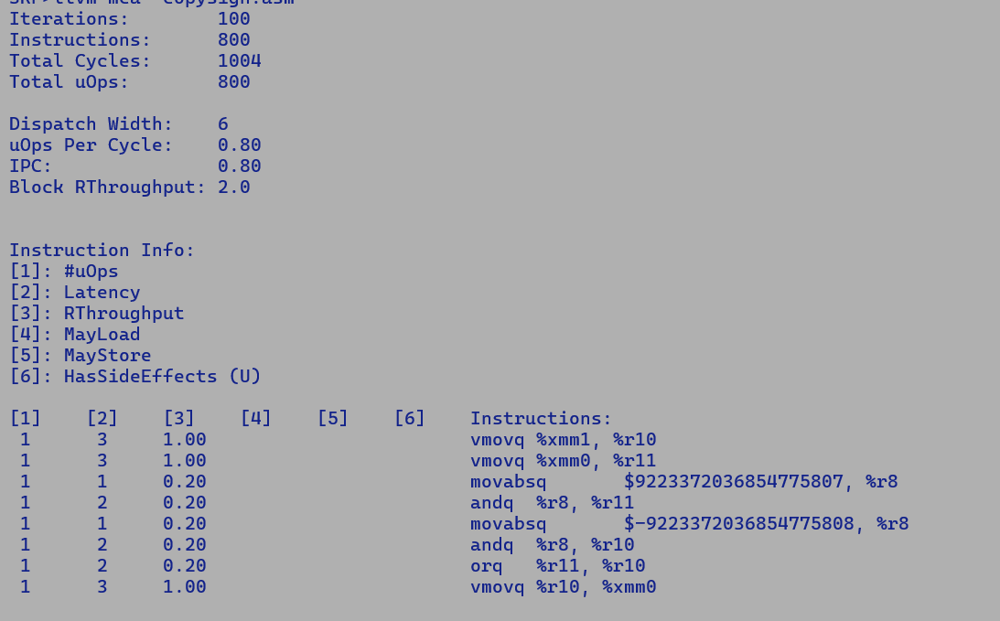 SKF>llvm-mca copysign.asm
Iterations:        100
Instructions:      800
Total Cycles:      1004
Total uOps:        800
Dispatch Width:    6
uOps Per Cycle:    0.80
IPC:               0.80
Block RThroughput: 2.0
Instruction Info:
[1]: #uOps
[2]: Latency
[3]: RThroughput
[4]: MayLoad
[5]: MayStore
[6]: HasSideEffects (U)
[1]    [2]    [3]    [4]    [5]    [6]    Instructions:
 1      3     1.00                        vmovq %xmm1, %r10
 1      3     1.00                        vmovq %xmm0, %r11
 1      1     0.20                        movabsq       $9223372036854775807, %r8
 1      2     0.20                        andq  %r8, %r11
 1      1     0.20                        movabsq       $-9223372036854775808, %r8
 1      2     0.20                        andq  %r8, %r10
 1      2     0.20                        orq   %r11, %r10
 1      3     1.00                        vmovq %r10, %xmm0